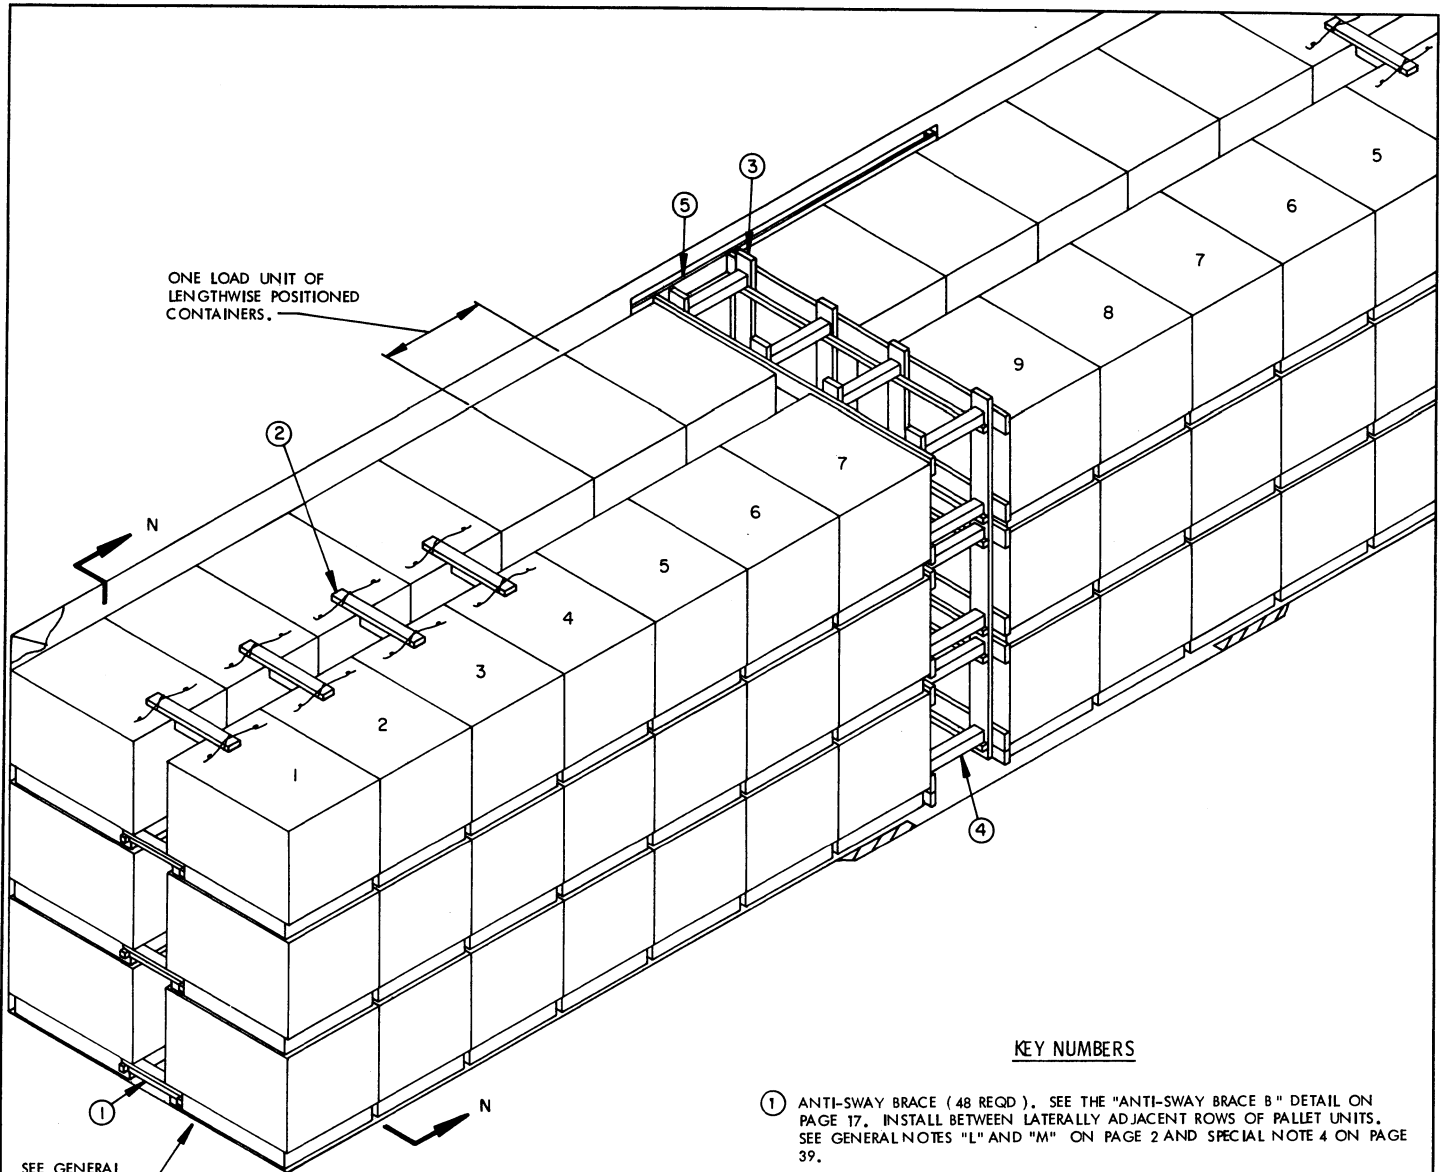 5
6
7
8
9
③
⑤
ONE LOAD UNIT OF
LENGTHWISE POSITIONED
CONTAINERS.
②
N
7
6
5
4
3
2
1
④
①
N
SEE GENERAL
KEY NUMBERS
① ANTI-SWAY BRACE (48 REQD). SEE THE "ANTI-SWAY BRACE B" DETAIL ON
PAGE 17. INSTALL BETWEEN LATERALLY ADJACENT ROWS OF PALLET UNITS.
SEE GENERAL NOTES "L" AND "M" ON PAGE 2 AND SPECIAL NOTE 4 ON PAGE
39.